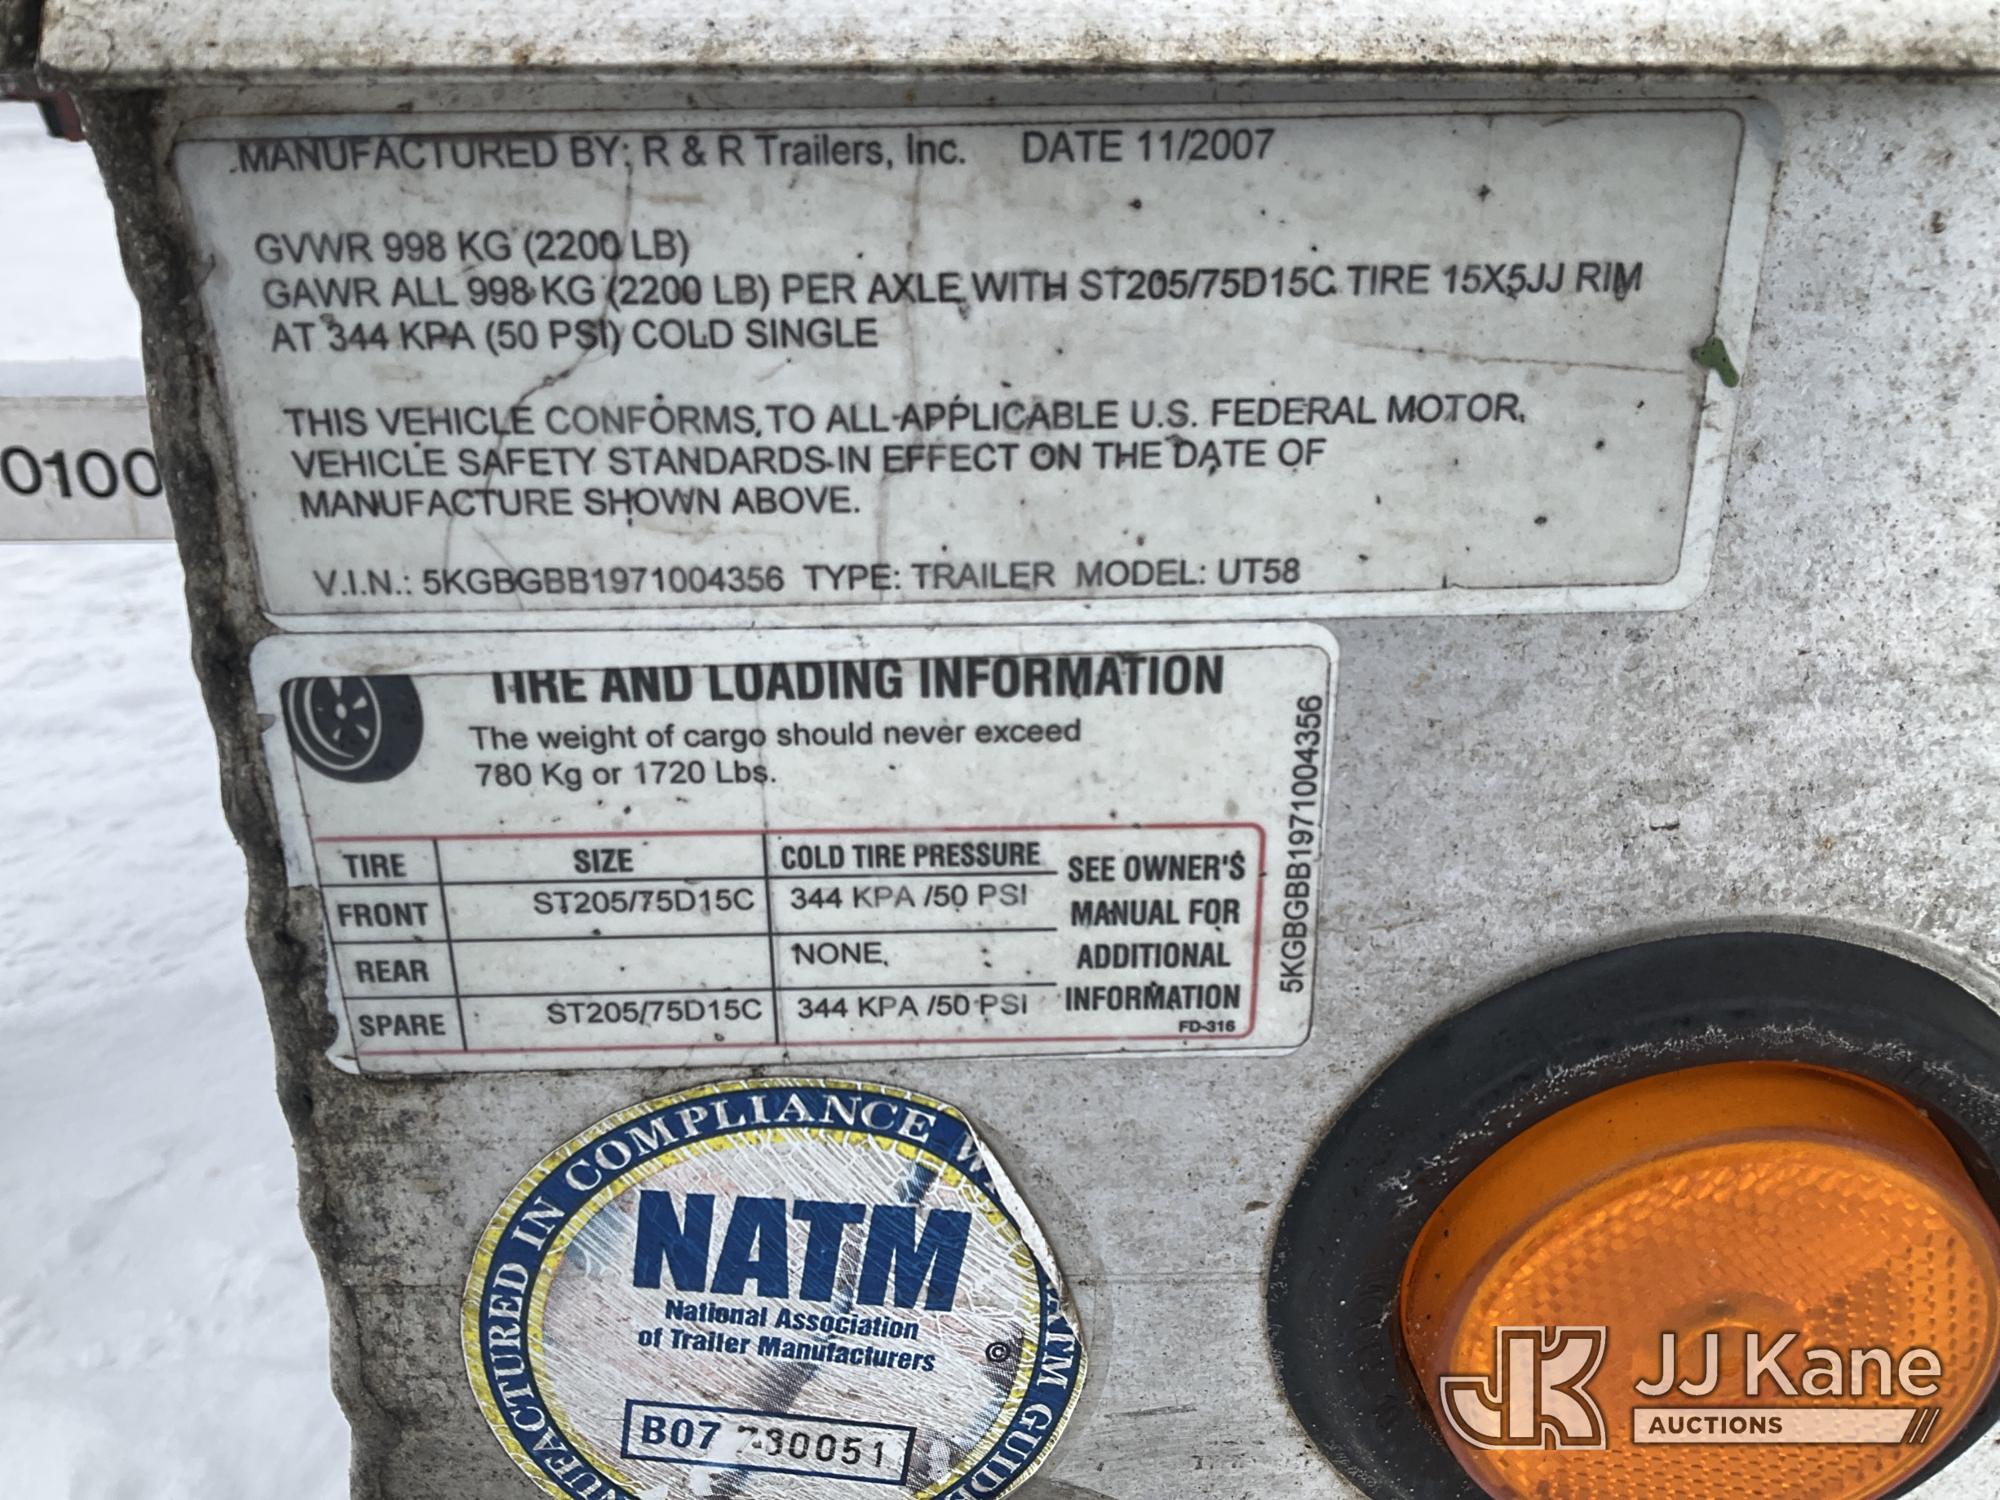 MANUFACTURED BY: R & R Trailers, Inc. DATE 11/2007
GVWR 998 KG (2200 LB)
GAWR ALL 998 KG (2200 LB) PER AXLE WITH ST205/75D15C TIRE 15X5JJ RIM
AT 344 KPA (50 PSI) COLD SINGLE
THIS VEHICLE CONFORMS TO ALL APPLICABLE U.S. FEDERAL MOTOR
VEHICLE SAFETY STANDARDS IN EFFECT ON THE DATE OF
MANUFACTURE SHOWN ABOVE.
V.I.N.: 5KGBGBB1971004356 TYPE: TRAILER MODEL: UT58
0100
TIRE AND LOADING INFORMATION
The weight of cargo should never exceed
780 Kg or 1720 Lbs.
5KGBGBB1971004356
TIRE SIZE COLD TIRE PRESSURE
FRONT ST205/75D15C 344 KPA /50 PSI
REAR NONE
SPARE ST205/75D15C 344 KPA /50 PSI
SEE OWNER'S
MANUAL FOR
ADDITIONAL
INFORMATION
FD-316
MANUFACTURED IN COMPLIANCE
NATM
National Association
of Trailer Manufacturers
©
B07 730051
JK
JJ Kane
AUCTIONS